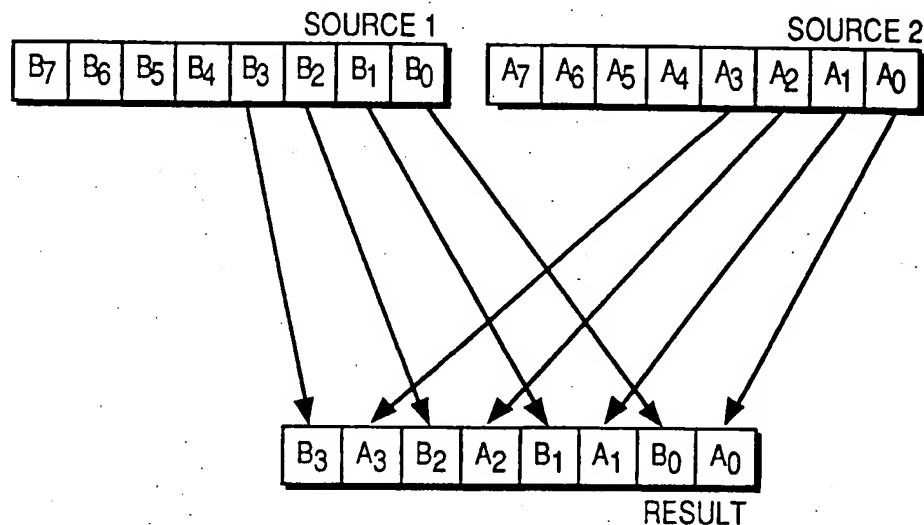 SOURCE 1 SOURCE 2
B7 B6 B5 B4 B3 B2 B1 B0 A7 A6 A5 A4 A3 A2 A1 A0
B3 A3 B2 A2 B1 A1 B0 A0
RESULT